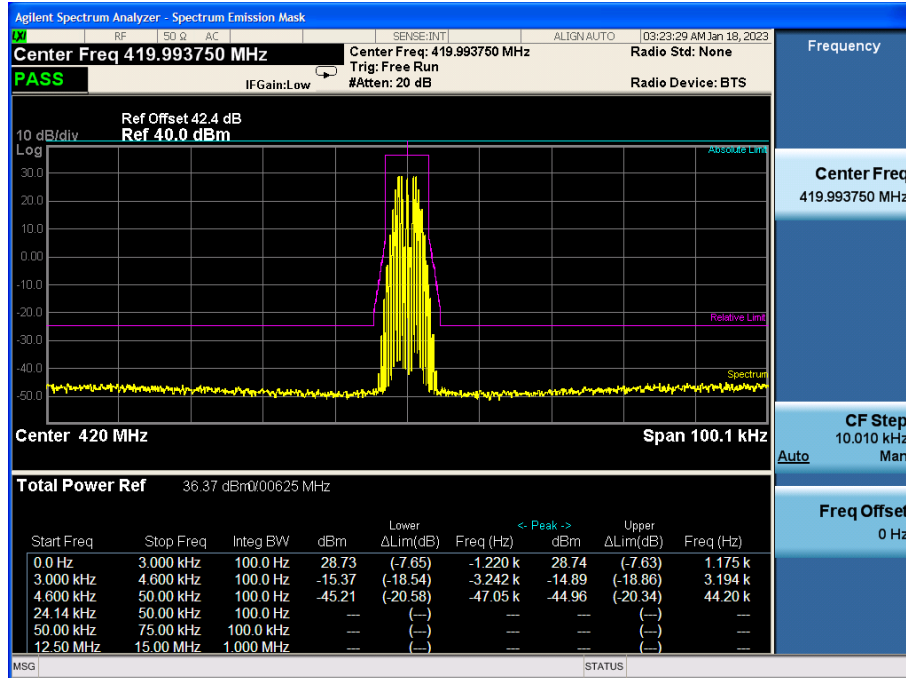 Agilent Spectrum Analyzer - Spectrum Emission Mask
LXI RF 50 Ω AC SENSE:INT ALIGN AUTO 03:23:29 AM Jan 18, 2023
Center Freq 419.993750 MHz Center Freq: 419.993750 MHz Radio Std: None
Trig: Free Run
PASS IFGain:Low #Atten: 20 dB Radio Device: BTS
Frequency
Ref Offset 42.4 dB
10 dB/div Ref 40.0 dBm
Log
Absolute Limit
30.0
20.0
10.0
0.00
-10.0
-20.0
Relative Limit
-30.0
-40.0
Spectrum
-50.0
Center 420 MHz Span 100.1 kHz
Center Freq
419.993750 MHz
CF Step
10.010 kHz
Auto Man
Freq Offset
0 Hz
Total Power Ref 36.37 dBm/0.00625 MHz
Lower <- Peak -> Upper
Start Freq Stop Freq Integ BW dBm ΔLim(dB) Freq (Hz) dBm ΔLim(dB) Freq (Hz)
0.0 Hz 3.000 kHz 100.0 Hz 28.73 (-7.65) -1.220 k 28.74 (-7.63) 1.175 k
3.000 kHz 4.600 kHz 100.0 Hz -15.37 (-18.54) -3.242 k -14.89 (-18.86) 3.194 k
4.600 kHz 50.00 kHz 100.0 Hz -45.21 (-20.58) -47.05 k -44.96 (-20.34) 44.20 k
24.14 kHz 50.00 kHz 100.0 Hz --- (---) --- --- (---) ---
50.00 kHz 75.00 kHz 100.0 kHz --- (---) --- --- (---) ---
12.50 MHz 15.00 MHz 1.000 MHz --- (---) --- --- (---) ---
MSG STATUS